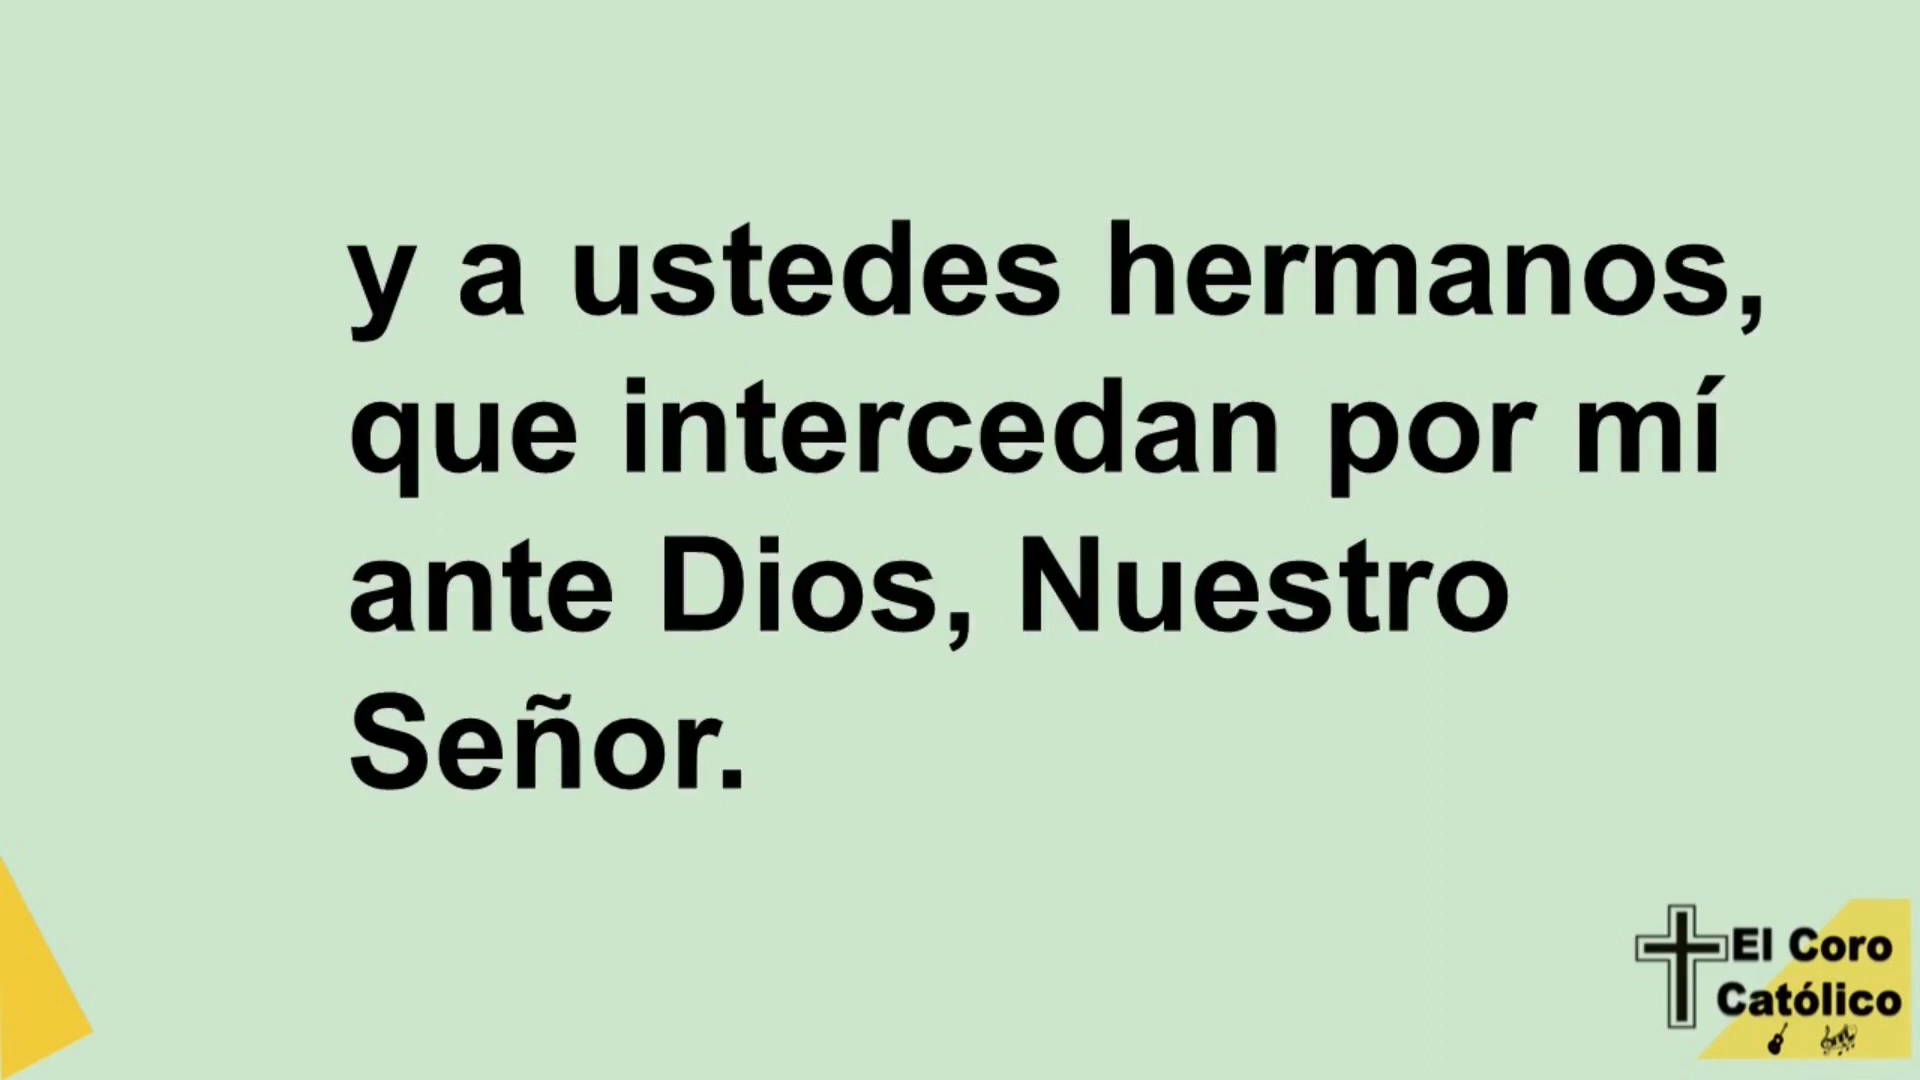 y a ustedes hermanos,
que intercedan por mí
ante Dios, Nuestro
Señor.
El Coro
Católico